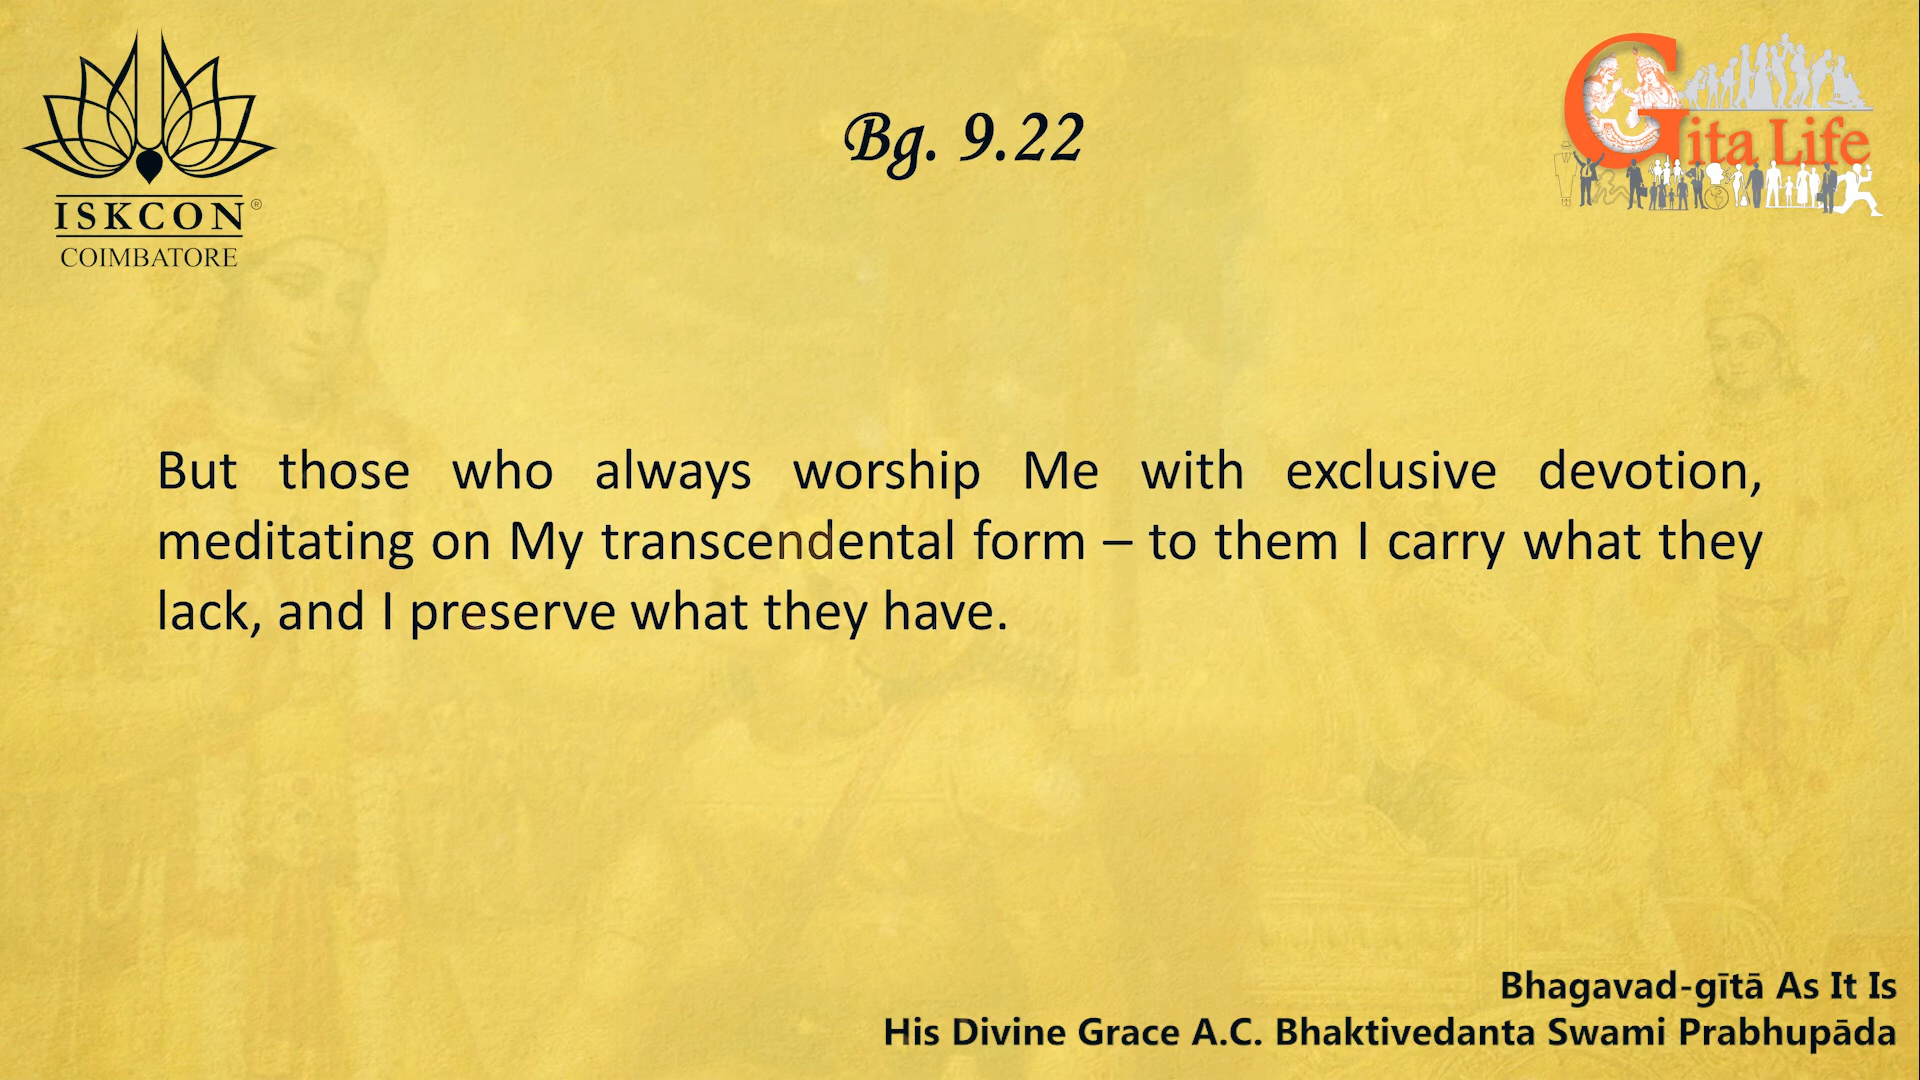 ISKCON®
COIMBATORE
Bg. 9.22
Gita Life
But those who always worship Me with exclusive devotion,
meditating on My transcendental form – to them I carry what they
lack, and I preserve what they have.
Bhagavad-gītā As It Is
His Divine Grace A.C. Bhaktivedanta Swami Prabhupāda